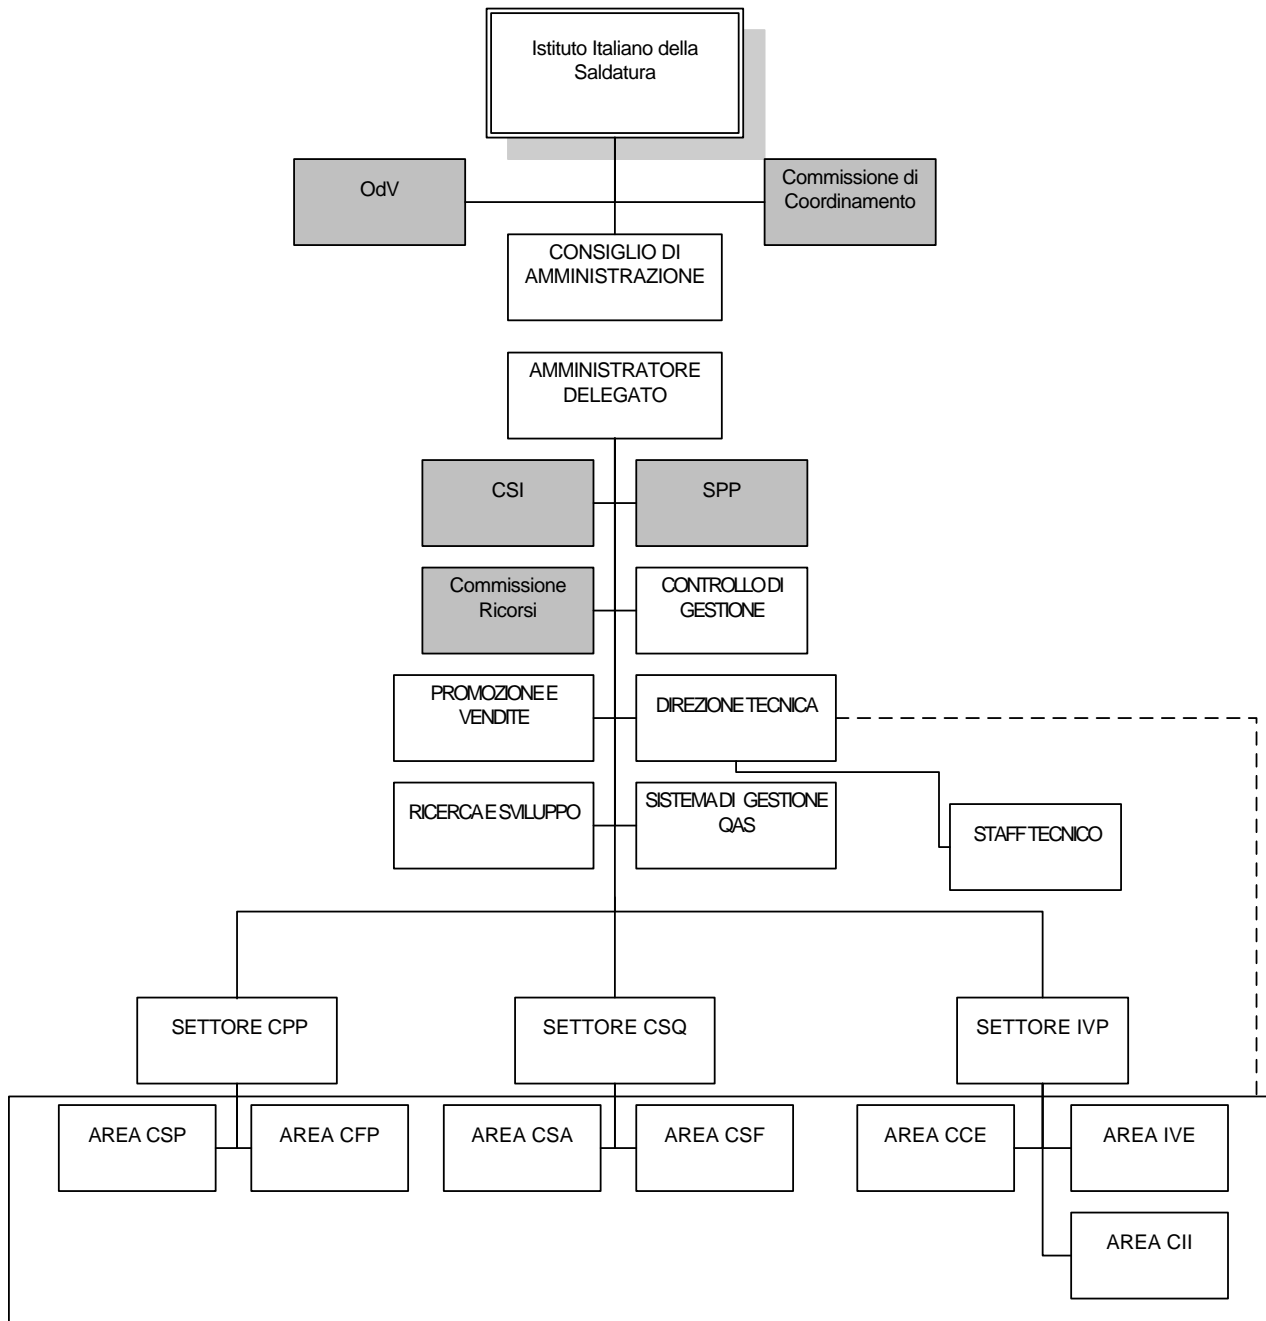 Istituto Italiano della
Saldatura
OdV
Commissione di
Coordinamento
CONSIGLIO DI
AMMINISTRAZIONE
AMMINISTRATORE
DELEGATO
CSI
SPP
Commissione
Ricorsi
CONTROLLO DI
GESTIONE
PROMOZIONE E
VENDITE
DIREZIONE TECNICA
RICERCA E SVILUPPO
SISTEMA DI GESTIONE
QAS
STAFF TECNICO
SETTORE CPP
SETTORE CSQ
SETTORE IVP
AREA CSP
AREA CFP
AREA CSA
AREA CSF
AREA CCE
AREA IVE
AREA CII